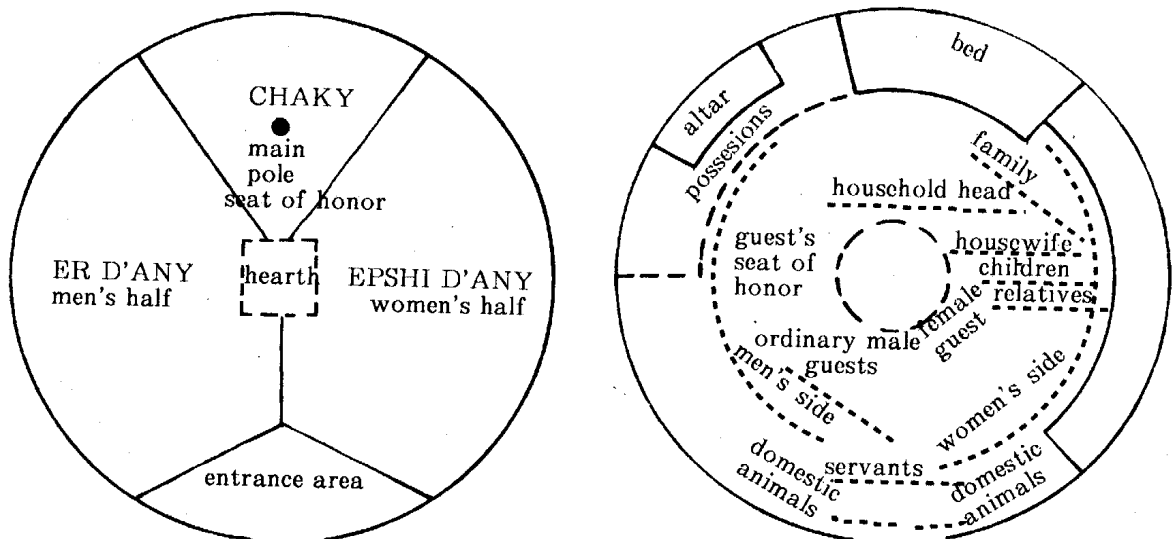 CHAKY
main
pole
seat of honor
ER D'ANY
men's half
hearth
EPSHI D'ANY
women's half
entrance area
bed
altar
possesions
family
household head
guest's
seat of
honor
housewife
children
relatives
female
guest
ordinary male
guests
men's side
women's side
servants
domestic
animals
domestic
animals